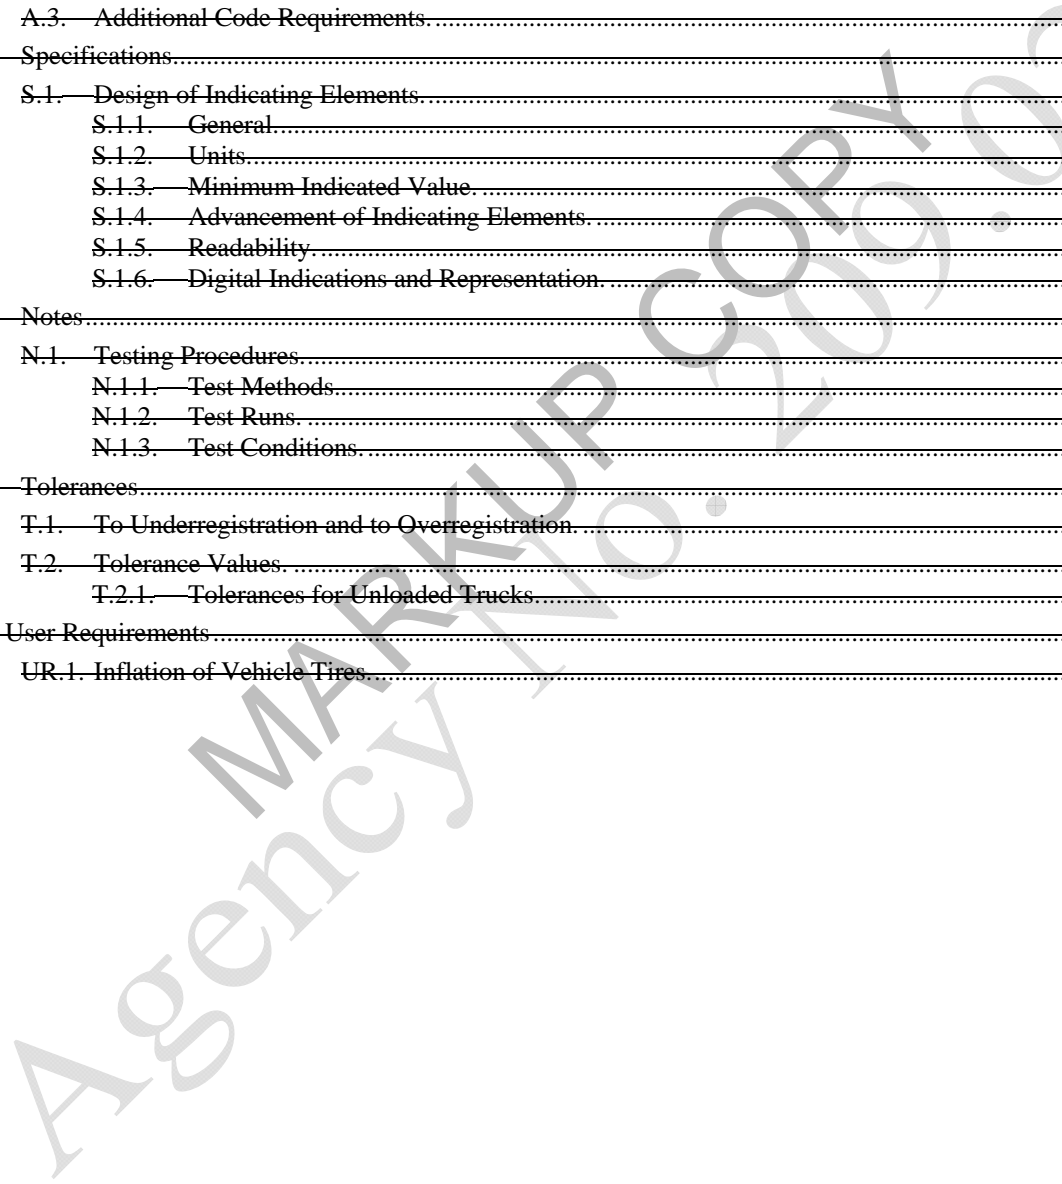 A.3. Additional Code Requirements.
Specifications
S.1. Design of Indicating Elements.
S.1.1. General.
S.1.2. Units.
S.1.3. Minimum Indicated Value.
S.1.4. Advancement of Indicating Elements.
S.1.5. Readability.
S.1.6. Digital Indications and Representation.
Notes
N.1. Testing Procedures.
N.1.1. Test Methods.
N.1.2. Test Runs.
N.1.3. Test Conditions.
Tolerances
T.1. To Underregistration and to Overregistration.
T.2. Tolerance Values.
T.2.1. Tolerances for Unloaded Trucks.
User Requirements
UR.1. Inflation of Vehicle Tires.
MARKUP COPY
Agency No. 209.0